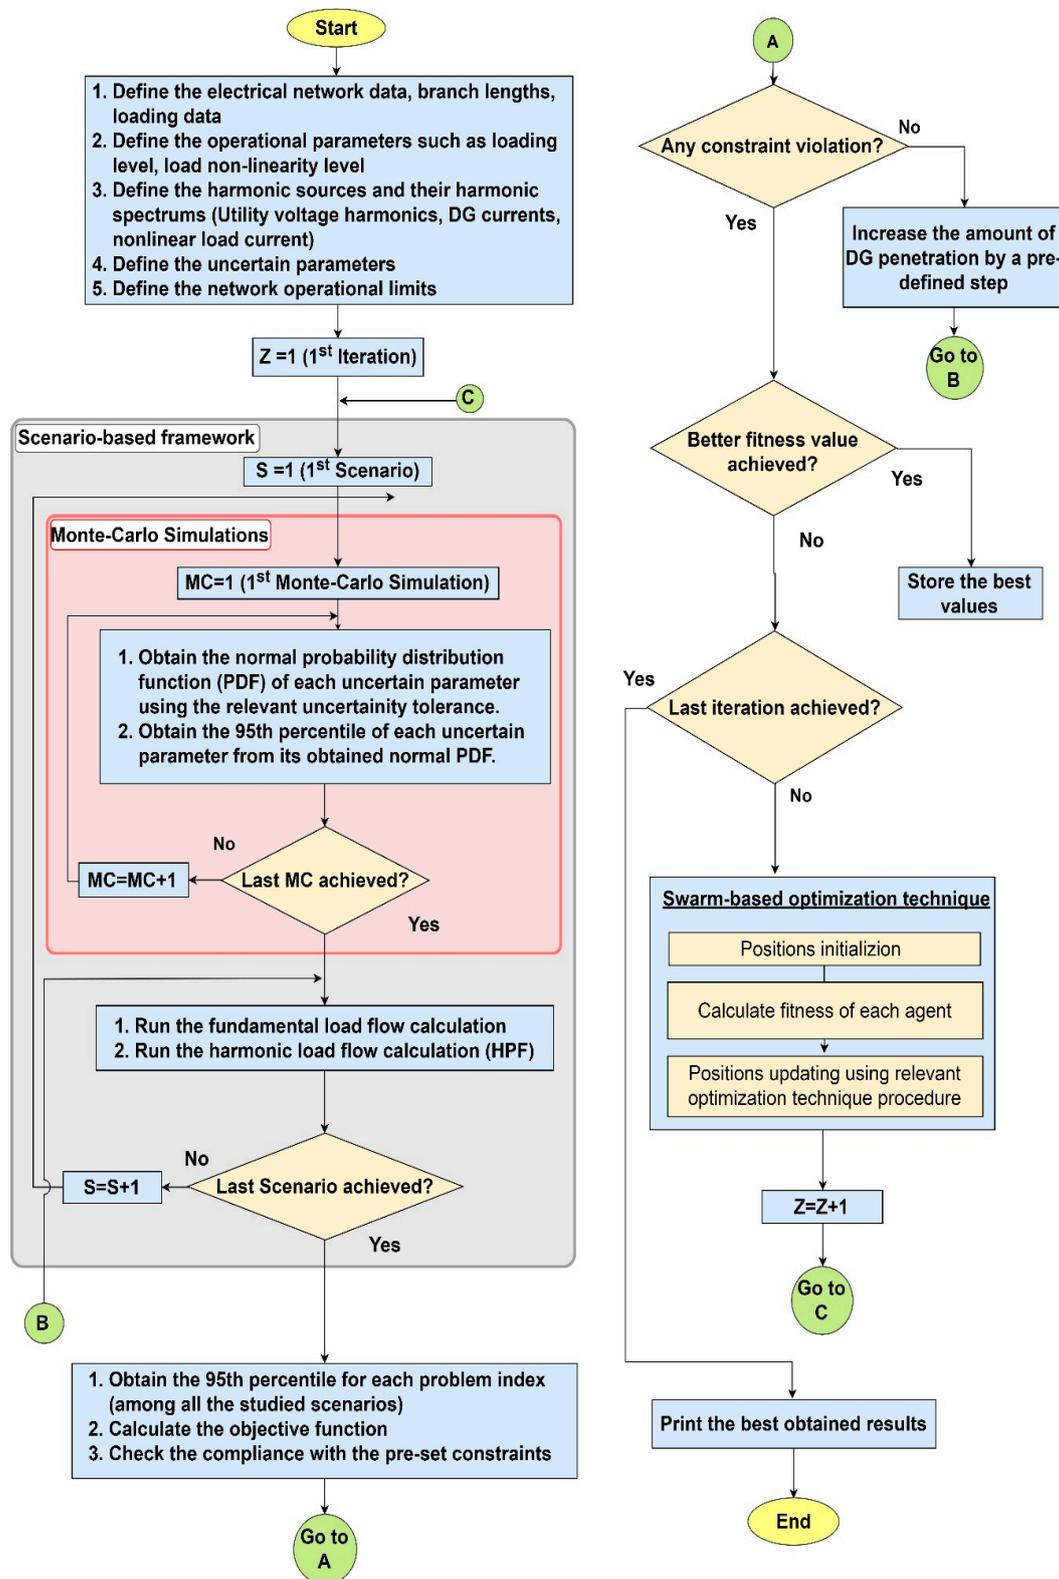 Start
1. Define the electrical network data, branch lengths,
loading data
2. Define the operational parameters such as loading
level, load non-linearity level
3. Define the harmonic sources and their harmonic
spectrums (Utility voltage harmonics, DG currents,
nonlinear load current)
4. Define the uncertain parameters
5. Define the network operational limits
Z =1 (1st Iteration)
C
Scenario-based framework
S =1 (1st Scenario)
Monte-Carlo Simulations
MC=1 (1st Monte-Carlo Simulation)
1. Obtain the normal probability distribution
function (PDF) of each uncertain parameter
using the relevant uncertainity tolerance.
2. Obtain the 95th percentile of each uncertain
parameter from its obtained normal PDF.
No
MC=MC+1
Last MC achieved?
Yes
1. Run the fundamental load flow calculation
2. Run the harmonic load flow calculation (HPF)
No
S=S+1
Last Scenario achieved?
Yes
B
1. Obtain the 95th percentile for each problem index
(among all the studied scenarios)
2. Calculate the objective function
3. Check the compliance with the pre-set constraints
Go to
A
A
Any constraint violation?
No
Yes
Increase the amount of
DG penetration by a pre-
defined step
Go to
B
Better fitness value
achieved?
Yes
No
Store the best
values
Yes
Last iteration achieved?
No
Swarm-based optimization technique
Positions initializion
Calculate fitness of each agent
Positions updating using relevant
optimization technique procedure
Z=Z+1
Go to
C
Print the best obtained results
End